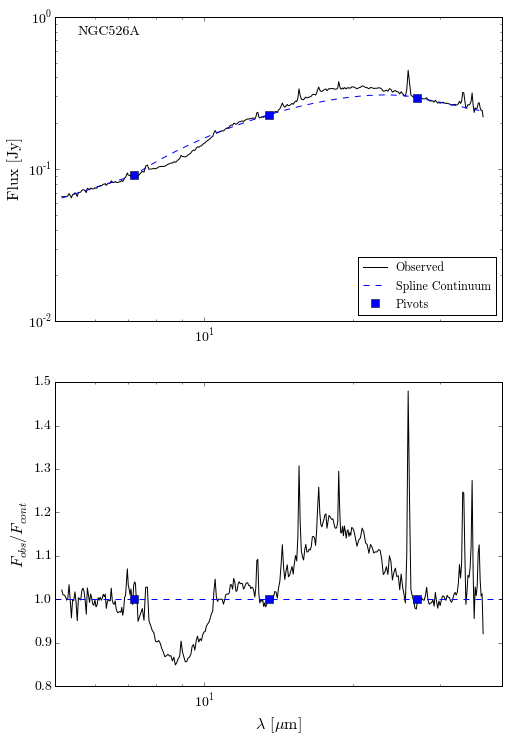 NGC526A
Flux [Jy]
10^0
10^-1
10^-2
10^1
Observed
Spline Continuum
Pivots
F_obs/F_cont
1.5
1.4
1.3
1.2
1.1
1.0
0.9
0.8
10^1
λ [μm]